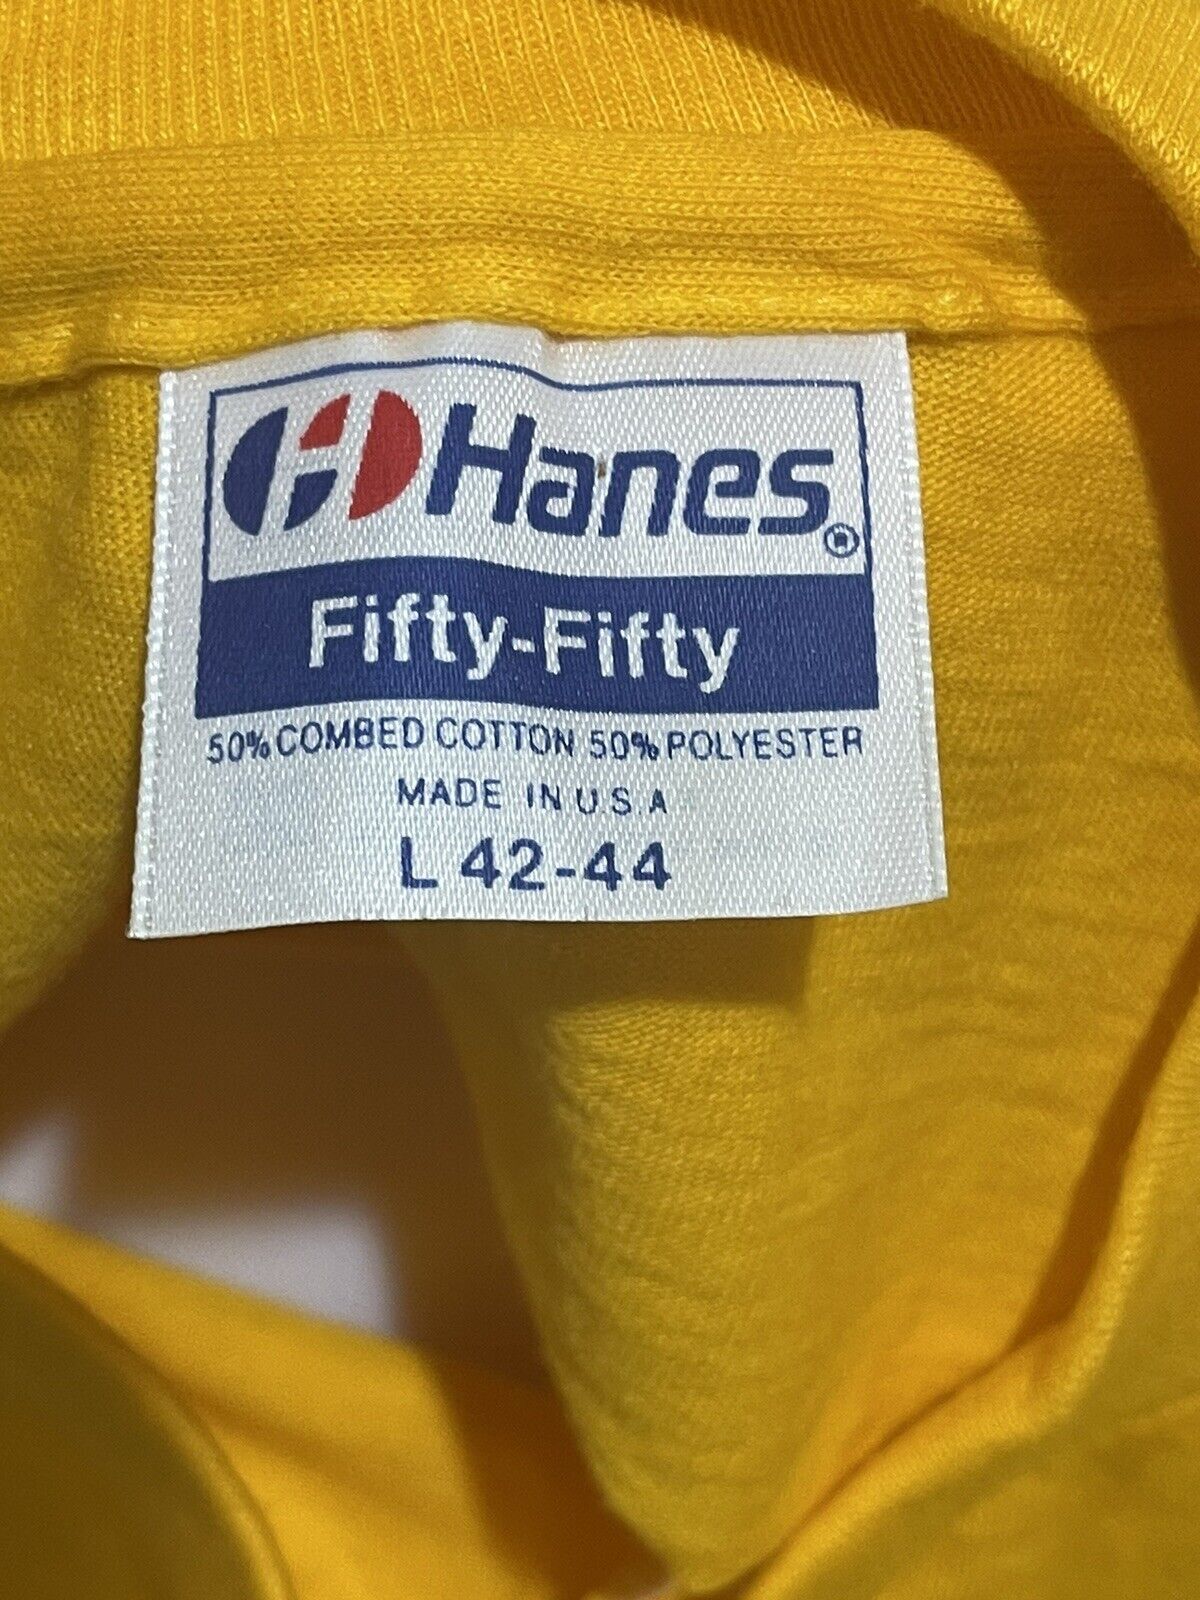 Hanes®
Fifty-Fifty
50% COMBED COTTON 50% POLYESTER
MADE IN U.S.A
L 42-44